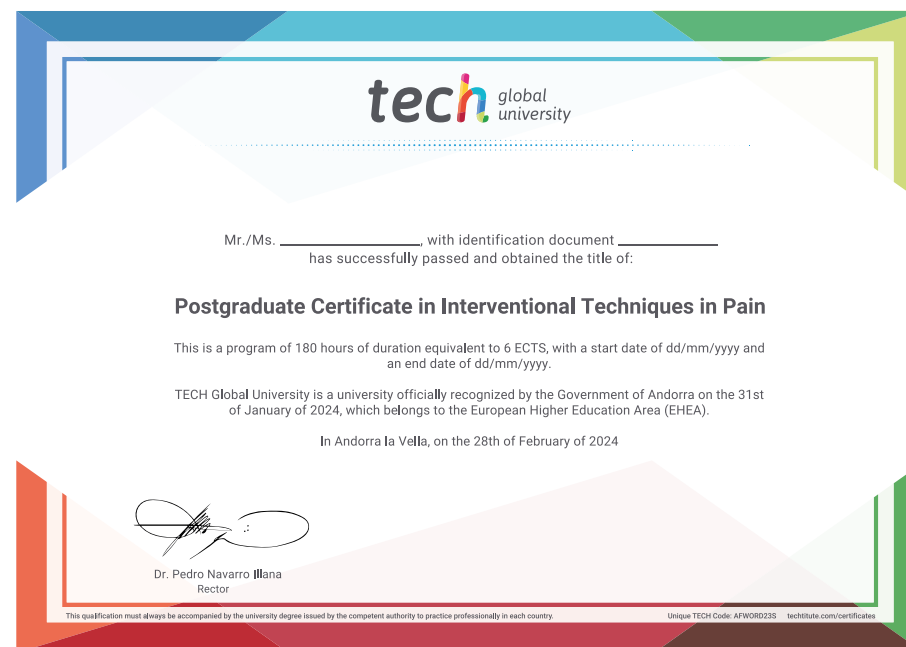 tech global
university
Mr./Ms. ____________________, with identification document ______________
has successfully passed and obtained the title of:
Postgraduate Certificate in Interventional Techniques in Pain
This is a program of 180 hours of duration equivalent to 6 ECTS, with a start date of dd/mm/yyyy and
an end date of dd/mm/yyyy.
TECH Global University is a university officially recognized by the Government of Andorra on the 31st
of January of 2024, which belongs to the European Higher Education Area (EHEA).
In Andorra la Vella, on the 28th of February of 2024
Dr. Pedro Navarro Illana
Rector
This qualification must always be accompanied by the university degree issued by the competent authority to practice professionally in each country. Unique TECH Code: AFWORD23S techtitute.com/certificates